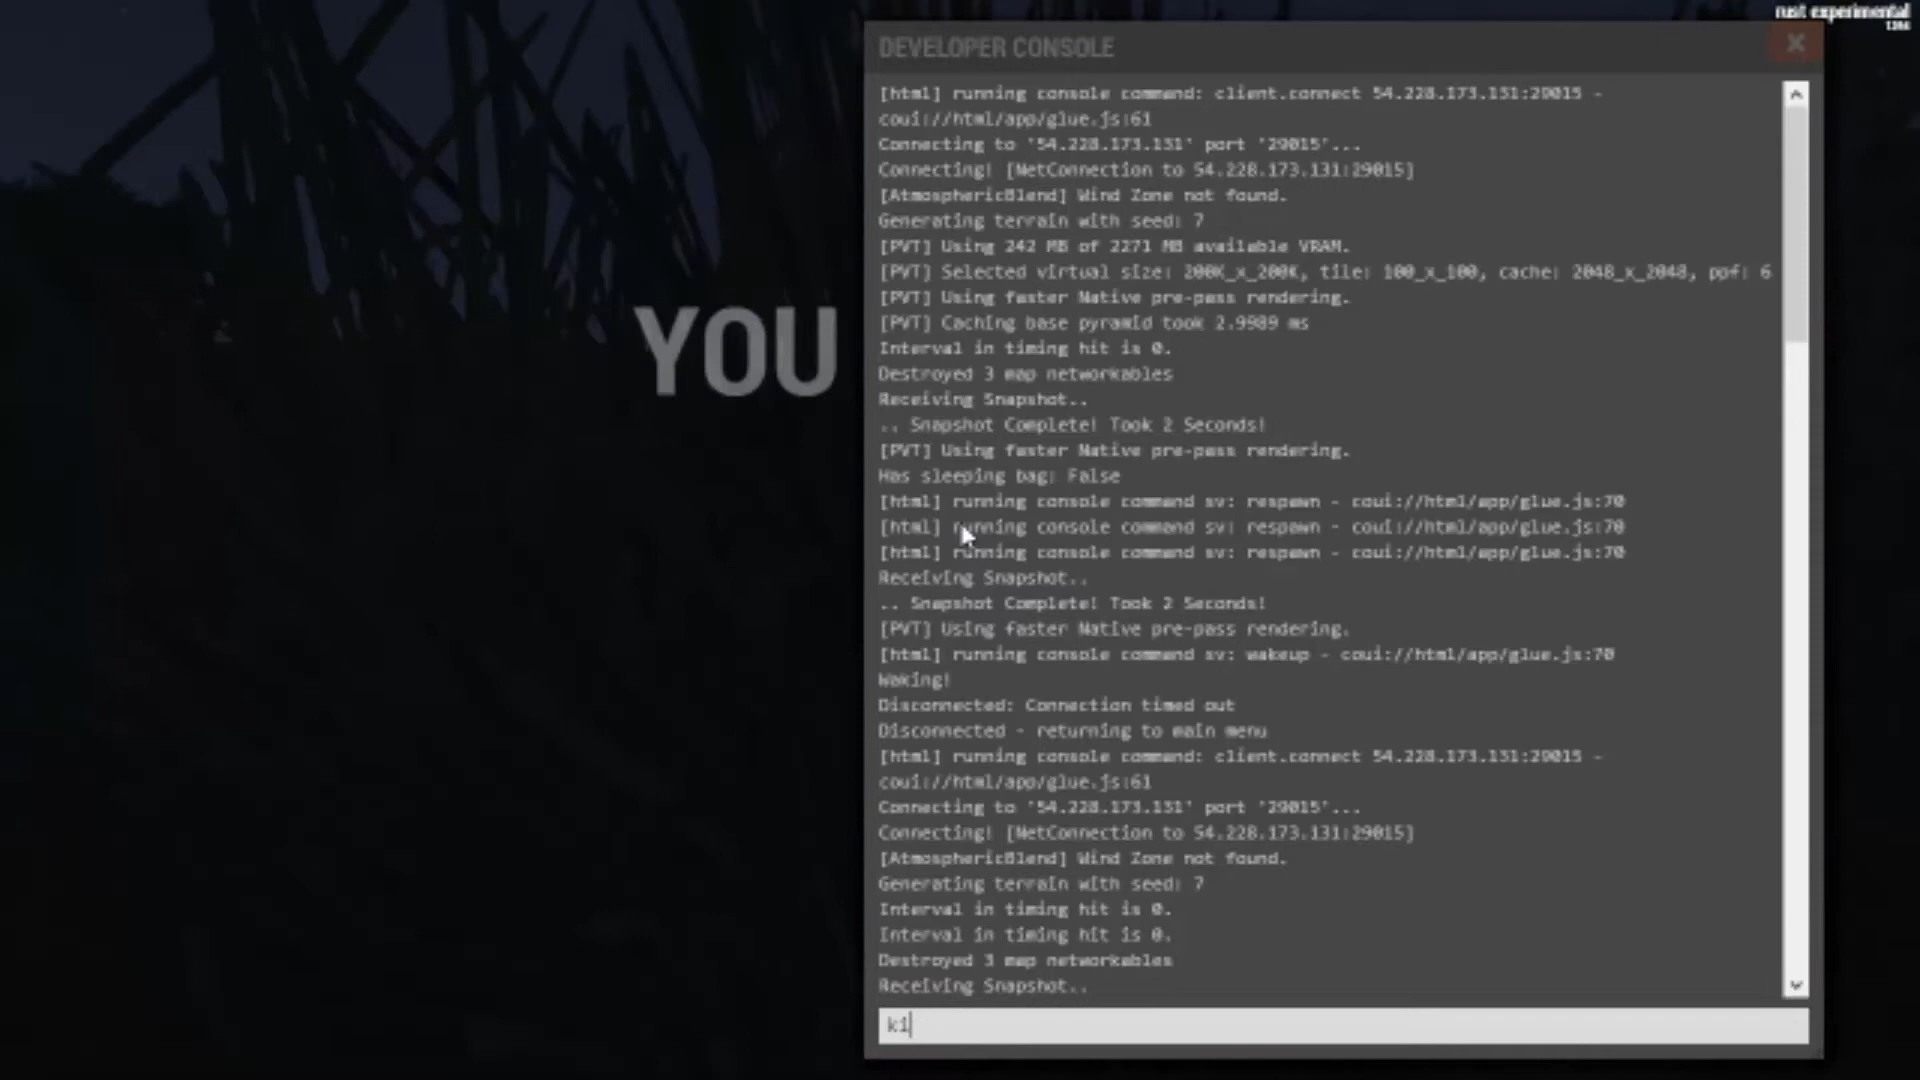 rust experimental
DEVELOPER CONSOLE
[html] running console command: client.connect 54.228.173.131:29015 -
coui://html/app/glue.js:61
Connecting to '54.228.173.131' port '29015'...
Connecting! [NetConnection to 54.228.173.131:29015]
[AtmosphericBlend] Wind Zone not found.
Generating terrain with seed: 7
[PVT] Using 242 MB of 2271 MB available VRAM.
[PVT] Selected virtual size: 200K_x_200K, tile: 100_x_100, cache: 2048_x_2048, ppf: 6
[PVT] Using faster Native pre-pass rendering.
[PVT] Caching base pyramid took 2.9989 ms
Interval in timing hit is 0.
Destroyed 3 map networkables
Receiving Snapshot..
.. Snapshot Complete! Took 2 Seconds!
[PVT] Using faster Native pre-pass rendering.
Has sleeping bag: False
[html] running console command sv: respawn - coui://html/app/glue.js:70
[html] running console command sv: respawn - coui://html/app/glue.js:70
[html] running console command sv: respawn - coui://html/app/glue.js:70
Receiving Snapshot..
.. Snapshot Complete! Took 2 Seconds!
[PVT] Using faster Native pre-pass rendering.
[html] running console command sv: wakeup - coui://html/app/glue.js:70
Waking!
Disconnected: Connection timed out
Disconnected - returning to main menu
[html] running console command: client.connect 54.228.173.131:29015 -
coui://html/app/glue.js:61
Connecting to '54.228.173.131' port '29015'...
Connecting! [NetConnection to 54.228.173.131:29015]
[AtmosphericBlend] Wind Zone not found.
Generating terrain with seed: 7
Interval in timing hit is 0.
Interval in timing hit is 0.
Destroyed 3 map networkables
Receiving Snapshot..
ki
YOU